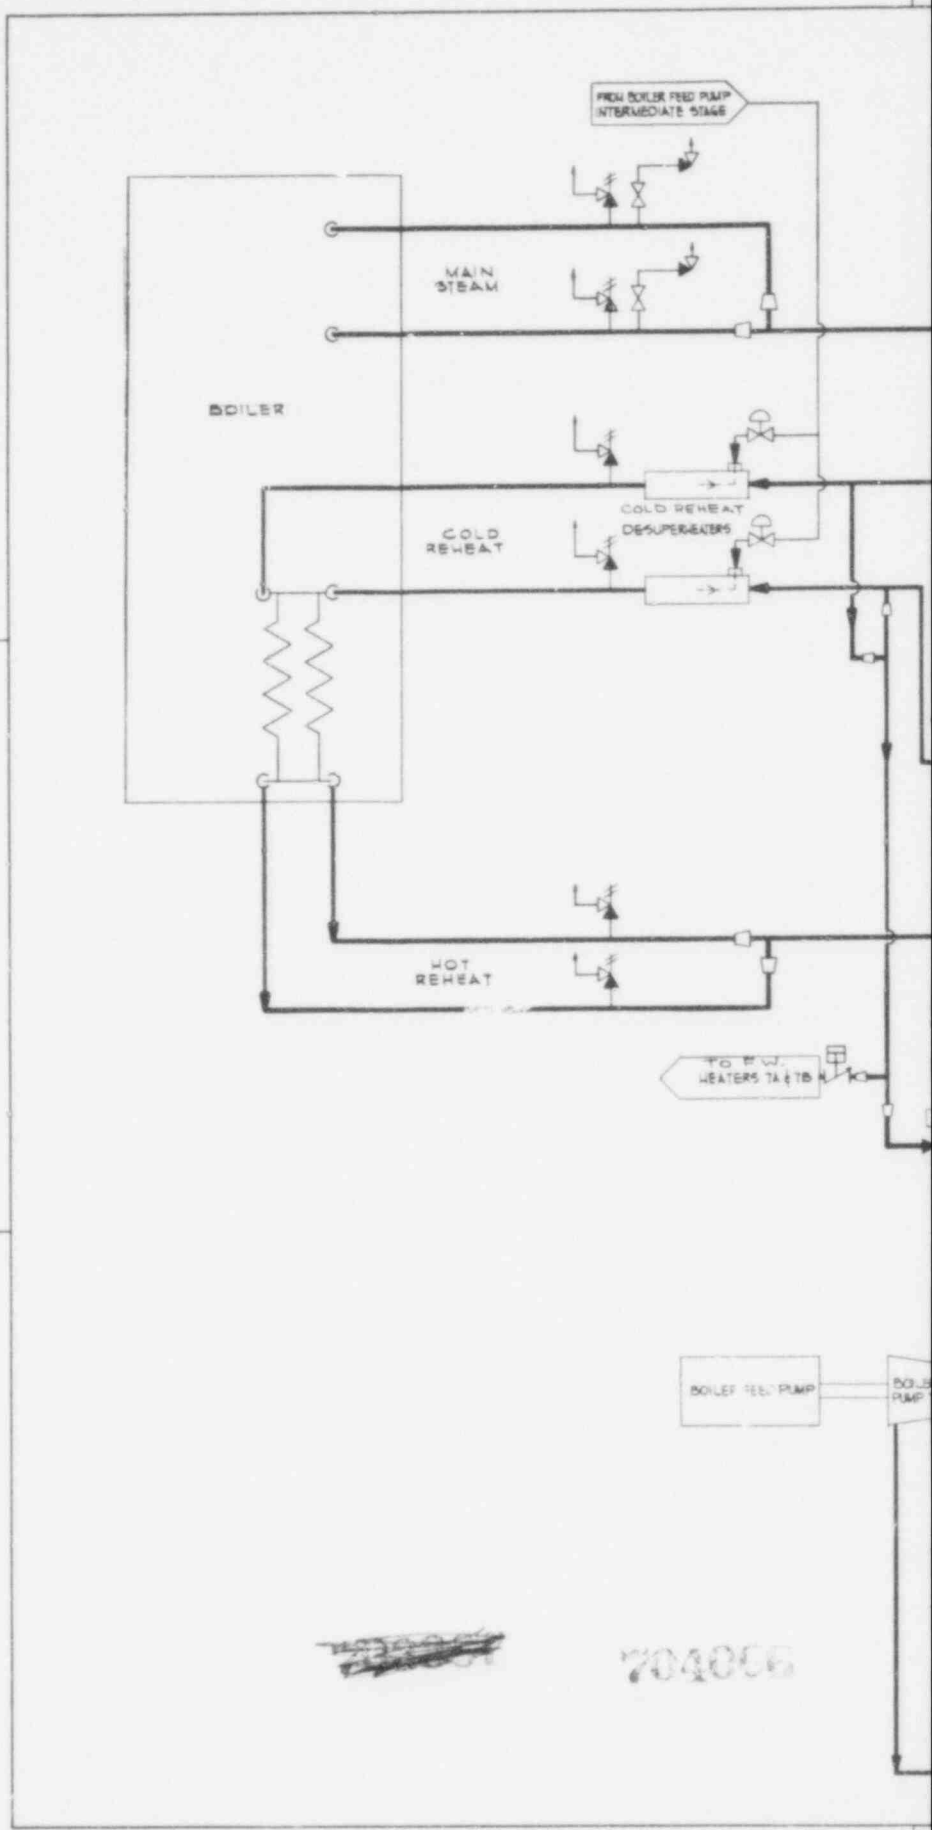 FROM BOILER FEED PUMP
INTERMEDIATE STAGE
MAIN
STEAM
BOILER
COLD REHEAT
DESUPERHEATERS
COLD
REHEAT
HOT
REHEAT
TO F.W.
HEATERS 7A & 7B
BOILER FEED PUMP
PUMP